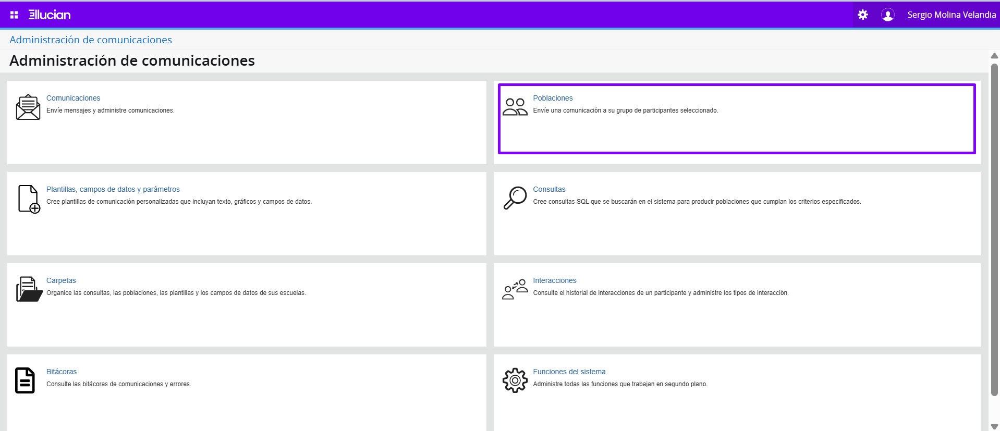 Ellucian
Sergio Molina Velandia
Administración de comunicaciones
Administración de comunicaciones
Comunicaciones
Envíe mensajes y administre comunicaciones.
Poblaciones
Envíe una comunicación a su grupo de participantes seleccionado.
Plantillas, campos de datos y parámetros
Cree plantillas de comunicación personalizadas que incluyan texto, gráficos y campos de datos.
Consultas
Cree consultas SQL que se buscarán en el sistema para producir poblaciones que cumplan los criterios especificados.
Carpetas
Organice las consultas, las poblaciones, las plantillas y los campos de datos de sus escuelas.
Interacciones
Consulte el historial de interacciones de un participante y administre los tipos de interacción.
Bitácoras
Consulte las bitácoras de comunicaciones y errores.
Funciones del sistema
Administre todas las funciones que trabajan en segundo plano.